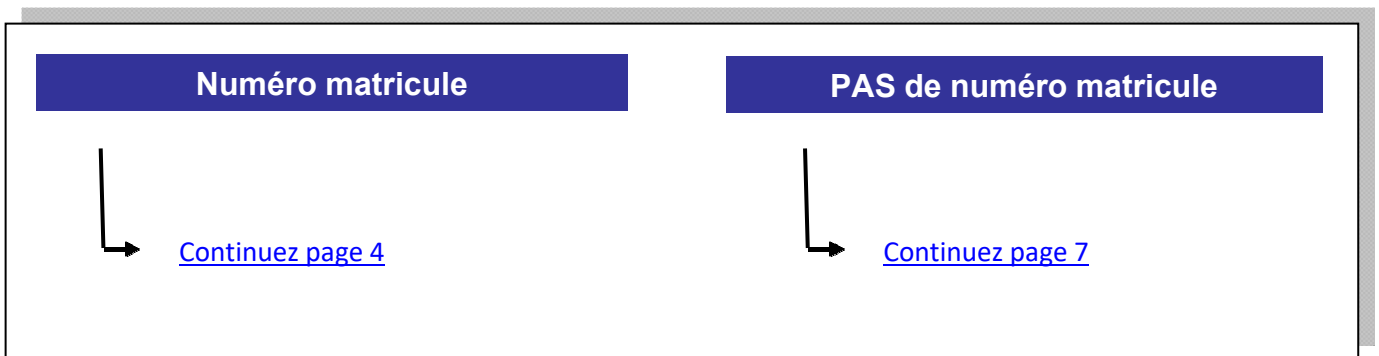 Numéro matricule
PAS de numéro matricule
Continuez page 4
Continuez page 7